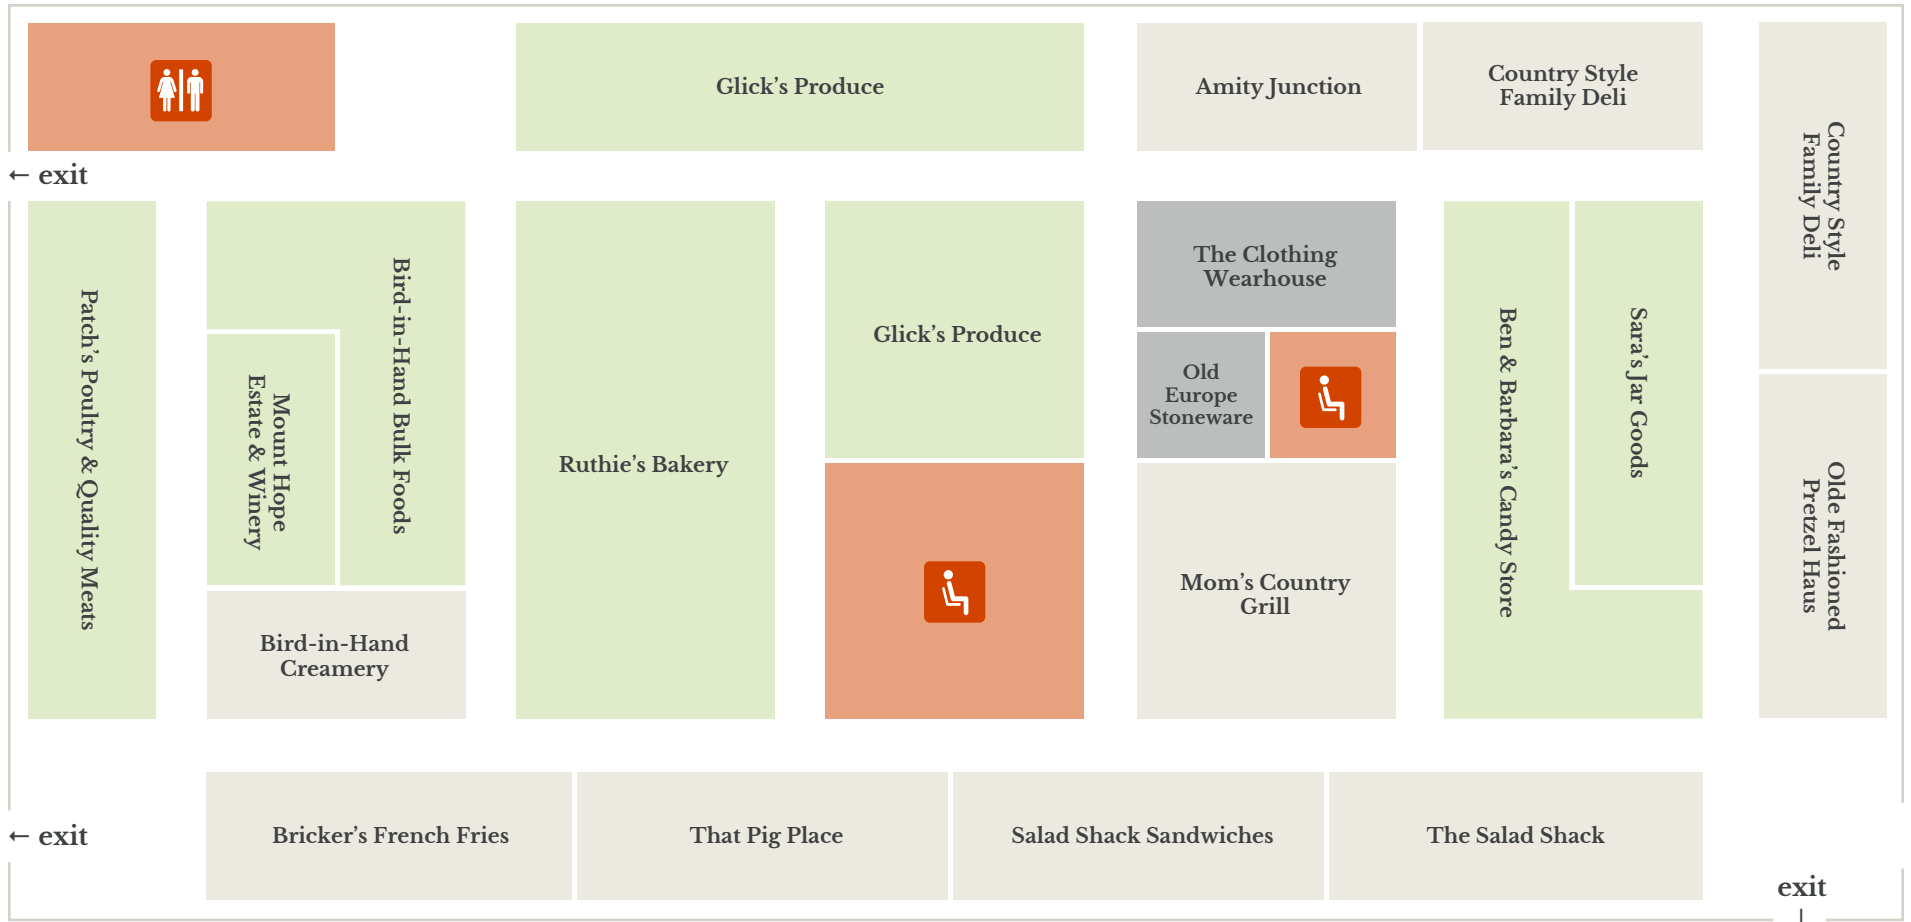 Glick’s Produce
Amity Junction
Country Style
Family Deli
Country Style
Family Deli
← exit
Patch’s Poultry & Quality Meats
Bird-in-Hand Bulk Foods
Mount Hope
Estate & Winery
Bird-in-Hand
Creamery
Ruthie’s Bakery
Glick’s Produce
The Clothing
Wearhouse
Old
Europe
Stoneware
Mom’s Country
Grill
Ben & Barbara’s Candy Store
Sara’s Jar Goods
Olde Fashioned
Pretzel Haus
← exit
Bricker’s French Fries
That Pig Place
Salad Shack Sandwiches
The Salad Shack
exit